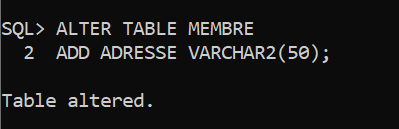 SQL> ALTER TABLE MEMBRE
2 ADD ADRESSE VARCHAR2(50);
Table altered.